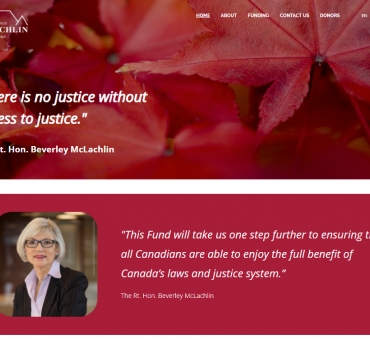 CHLIN
HOME ABOUT FUNDING CONTACT US DONORS EN
ere is no justice without
ess to justice."
t. Hon. Beverley McLachlin
"This Fund will take us one step further to ensuring t
all Canadians are able to enjoy the full benefit of
Canada's laws and justice system."
The Rt. Hon. Beverley McLachlin